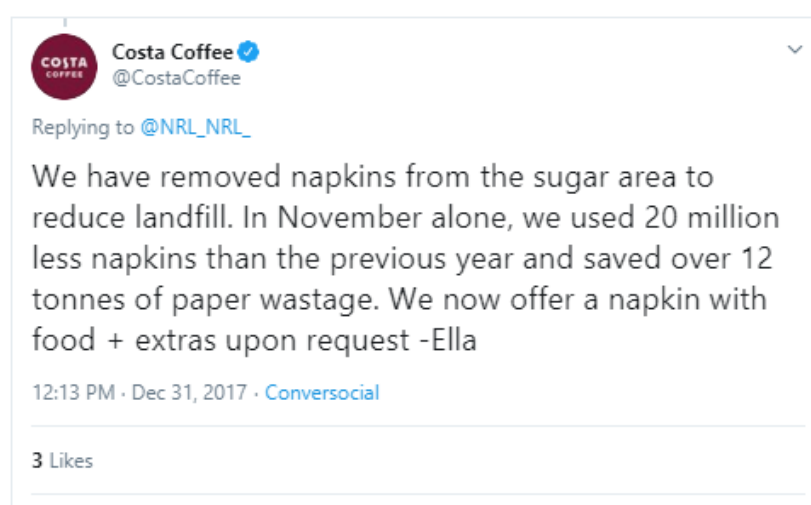 COSTA
COFFEE
Costa Coffee
@CostaCoffee
Replying to @NRL_NRL_
We have removed napkins from the sugar area to
reduce landfill. In November alone, we used 20 million
less napkins than the previous year and saved over 12
tonnes of paper wastage. We now offer a napkin with
food + extras upon request -Ella
12:13 PM · Dec 31, 2017 · Conversocial
3 Likes